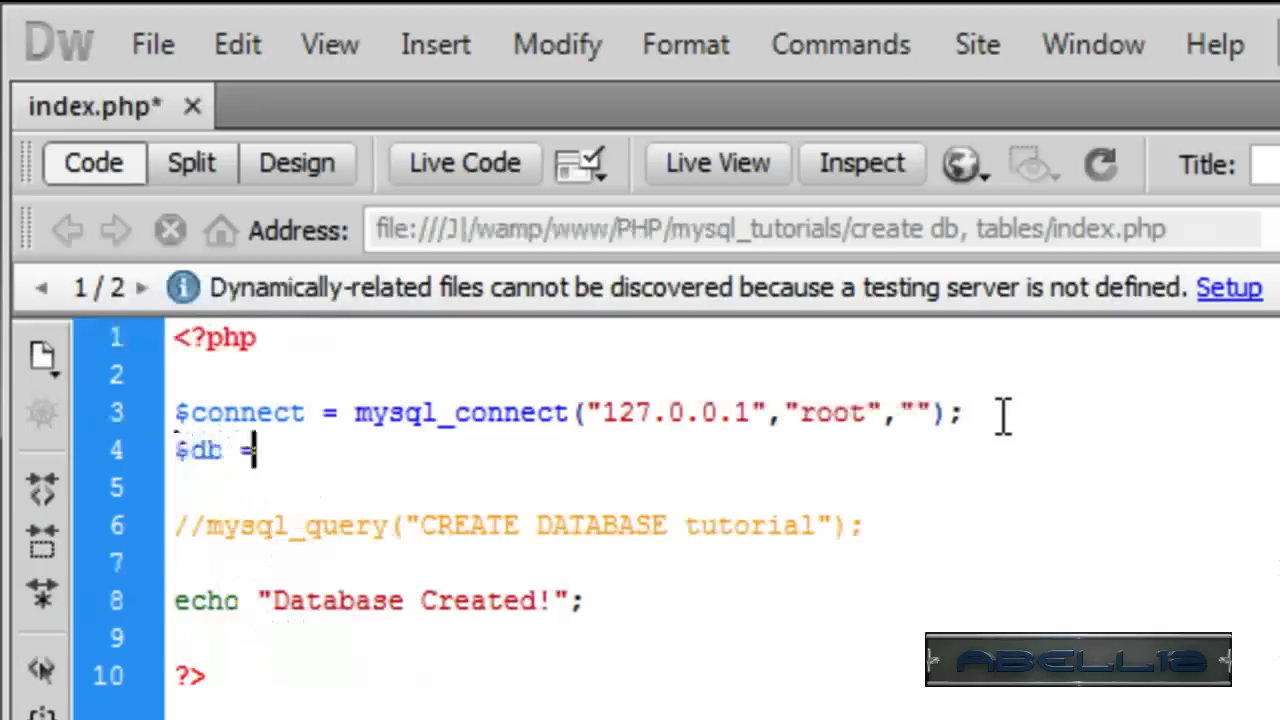 Dw File Edit View Insert Modify Format Commands Site Window Help
index.php*
Code Split Design Live Code Live View Inspect Title:
Address: file:///J|/wamp/www/PHP/mysql_tutorials/create db, tables/index.php
1 / 2 Dynamically-related files cannot be discovered because a testing server is not defined. Setup
1 <?php
2
3 $connect = mysql_connect("127.0.0.1","root","");
4 $db =
5
6 //mysql_query("CREATE DATABASE tutorial");
7
8 echo "Database Created!";
9
10 ?>
ABELL12